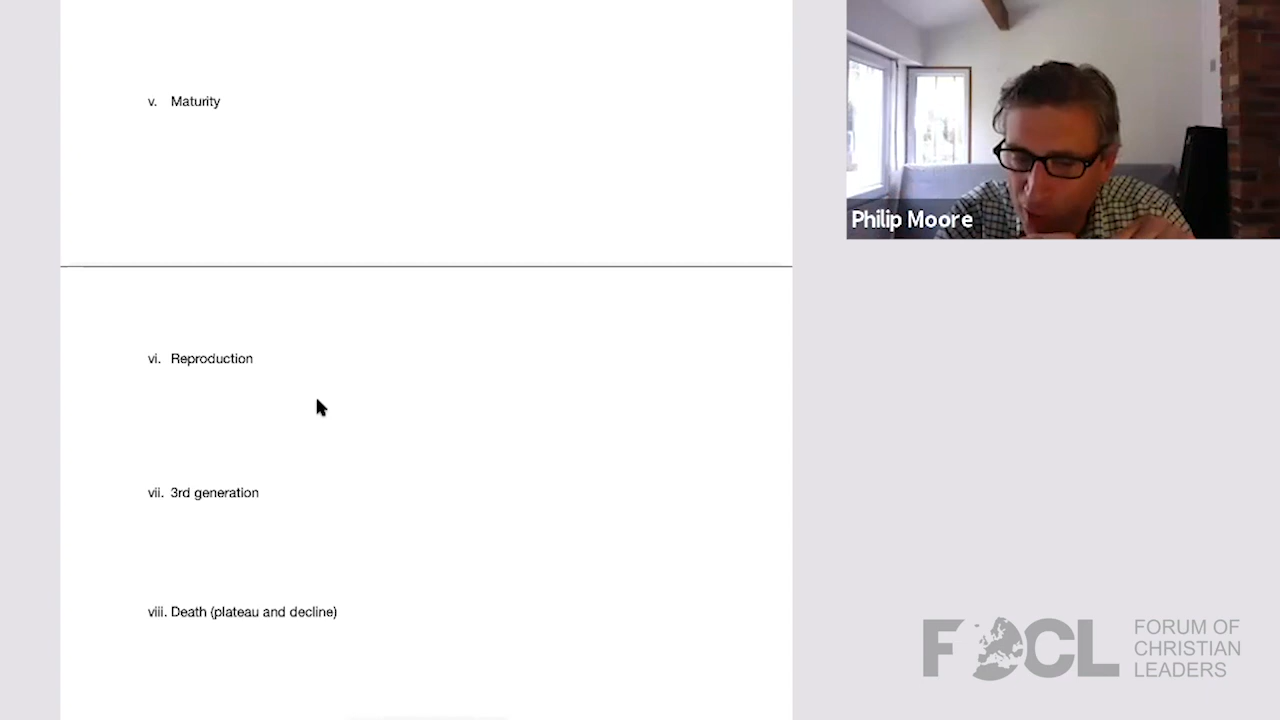 v. Maturity
Philip Moore
vi. Reproduction
vii. 3rd generation
viii. Death (plateau and decline)
FOCL
FORUM OF
CHRISTIAN
LEADERS